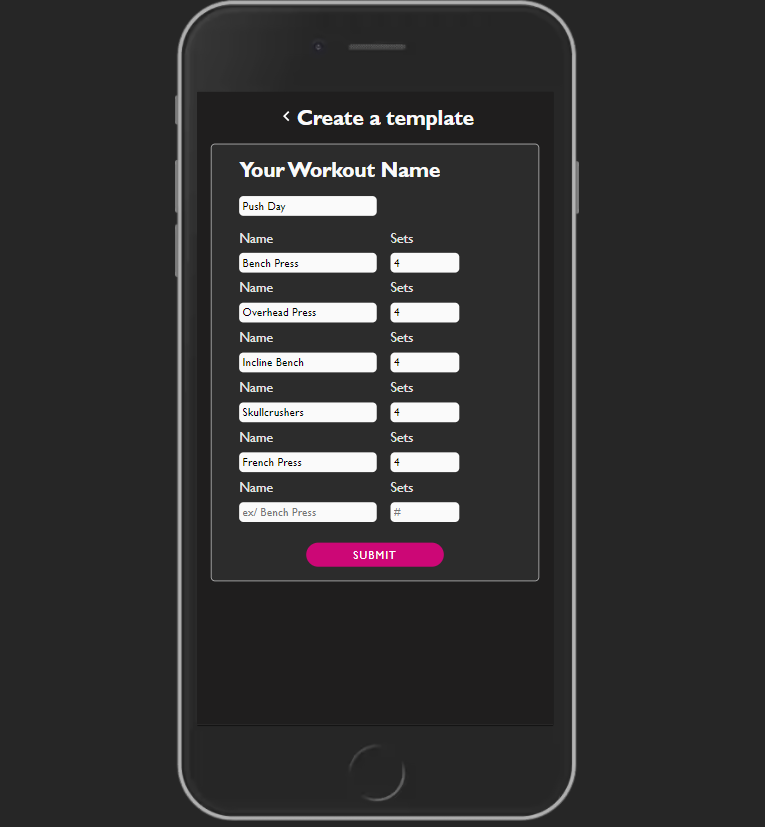 Create a template
Your Workout Name
Push Day
Name Sets
Bench Press 4
Name Sets
Overhead Press 4
Name Sets
Incline Bench 4
Name Sets
Skullcrushers 4
Name Sets
French Press 4
Name Sets
ex/ Bench Press #
SUBMIT